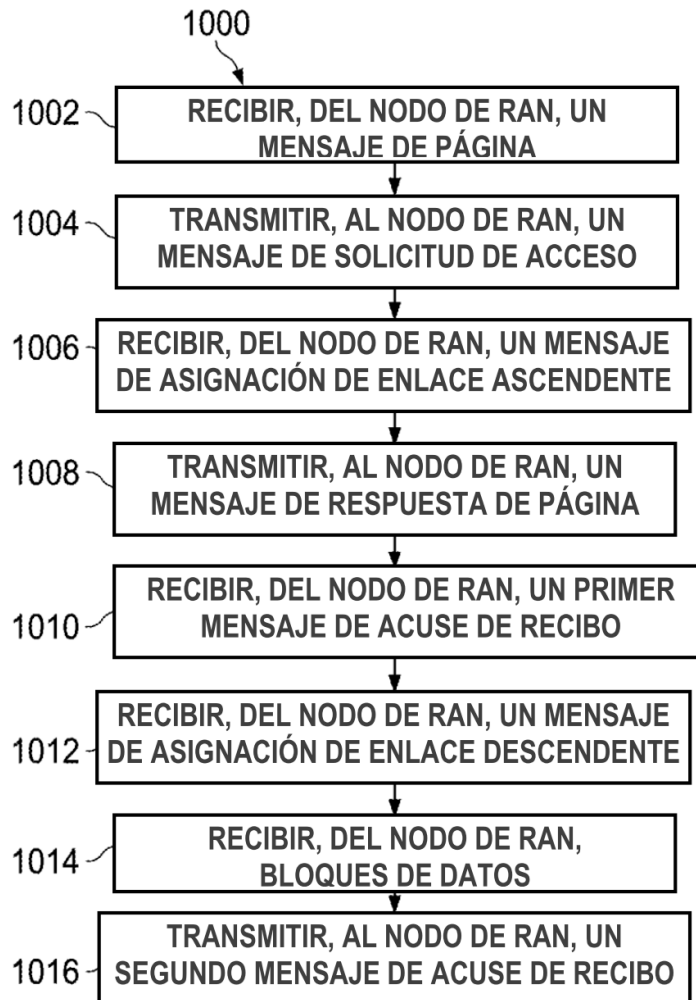 1000
1002
RECIBIR, DEL NODO DE RAN, UN
MENSAJE DE PÁGINA
1004
TRANSMITIR, AL NODO DE RAN, UN
MENSAJE DE SOLICITUD DE ACCESO
1006
RECIBIR, DEL NODO DE RAN, UN MENSAJE
DE ASIGNACIÓN DE ENLACE ASCENDENTE
1008
TRANSMITIR, AL NODO DE RAN, UN
MENSAJE DE RESPUESTA DE PÁGINA
1010
RECIBIR, DEL NODO DE RAN, UN PRIMER
MENSAJE DE ACUSE DE RECIBO
1012
RECIBIR, DEL NODO DE RAN, UN MENSAJE
DE ASIGNACIÓN DE ENLACE DESCENDENTE
1014
RECIBIR, DEL NODO DE RAN,
BLOQUES DE DATOS
1016
TRANSMITIR, AL NODO DE RAN, UN
SEGUNDO MENSAJE DE ACUSE DE RECIBO